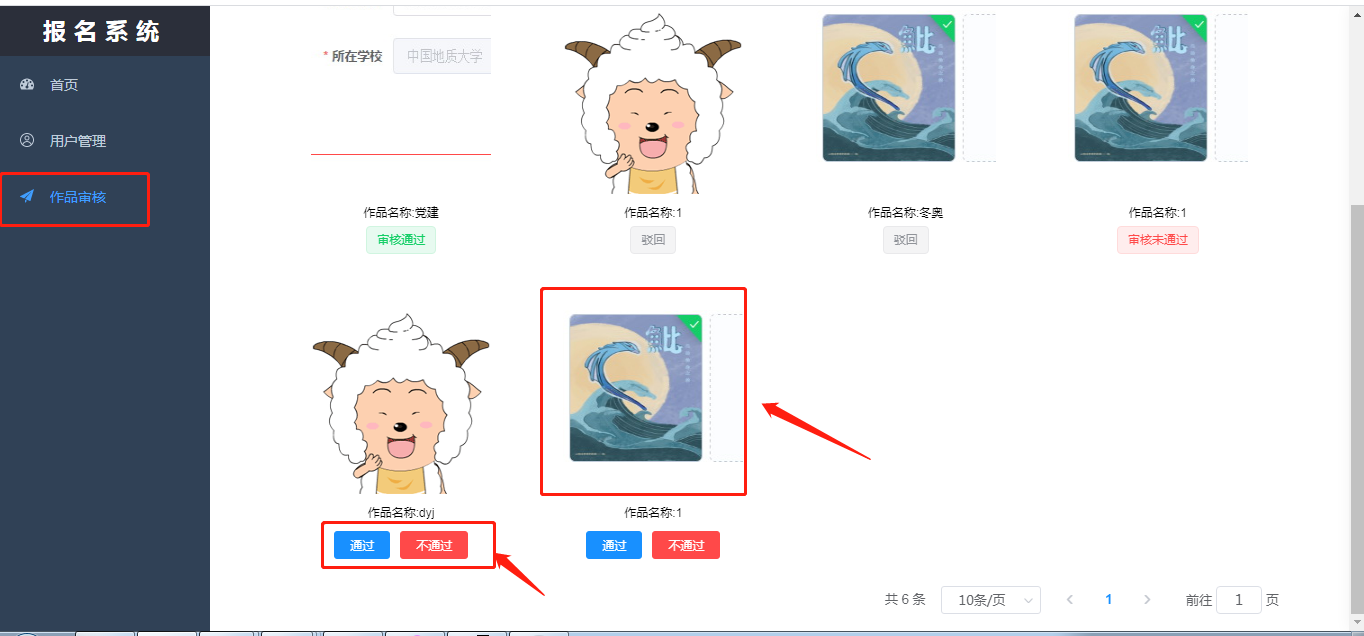 报名系统
首页
用户管理
作品审核
* 所在学校 中国地质大学
作品名称:党建
审核通过
作品名称:1
驳回
作品名称:冬奥
驳回
作品名称:1
审核未通过
作品名称:dyj
通过 不通过
作品名称:1
通过 不通过
共 6 条 10条/页 1 前往 1 页